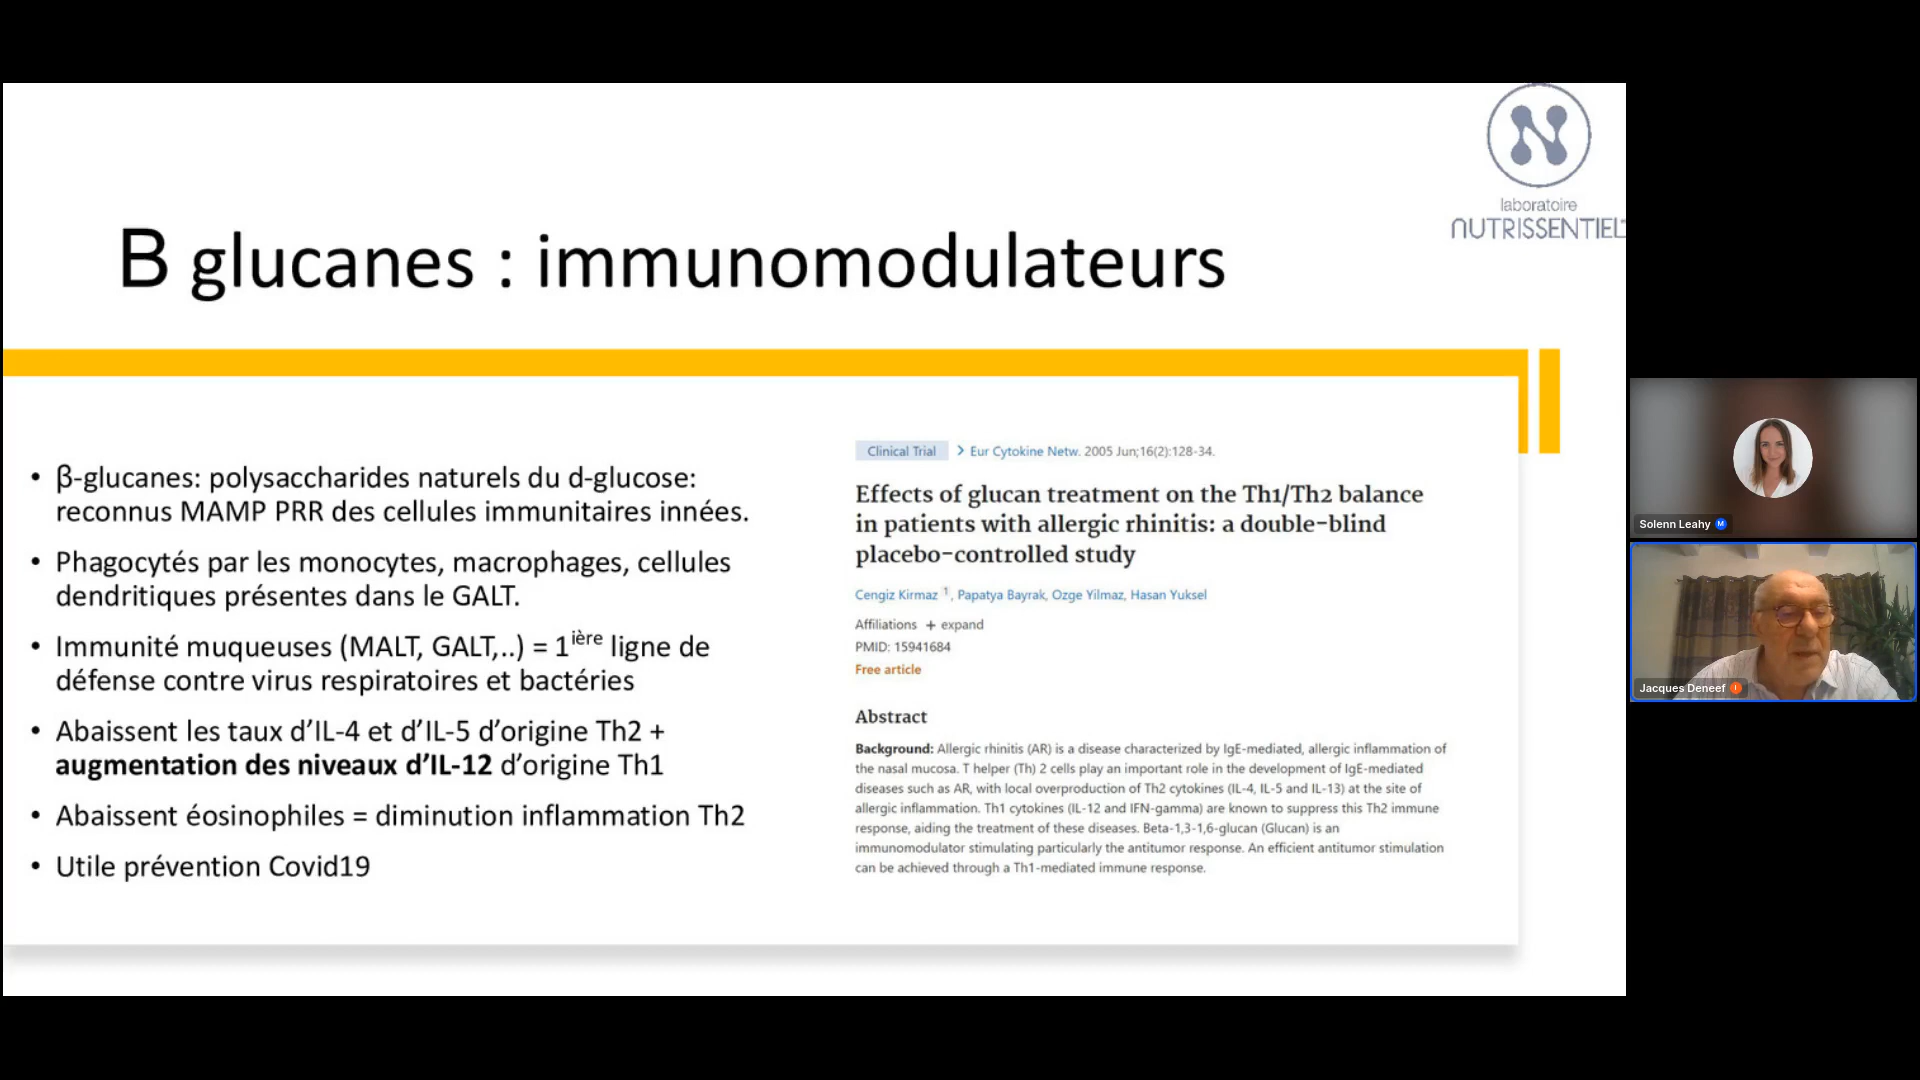 laboratoire
NUTRISSENTIEL
B glucanes : immunomodulateurs
• β-glucanes: polysaccharides naturels du d-glucose:
reconnus MAMP PRR des cellules immunitaires innées.
• Phagocytés par les monocytes, macrophages, cellules
dendritiques présentes dans le GALT.
• Immunité muqueuses (MALT, GALT,..) = 1ière ligne de
défense contre virus respiratoires et bactéries
• Abaissent les taux d’IL-4 et d’IL-5 d’origine Th2 +
augmentation des niveaux d’IL-12 d’origine Th1
• Abaissent éosinophiles = diminution inflammation Th2
• Utile prévention Covid19
Clinical Trial > Eur Cytokine Netw. 2005 Jun;16(2):128-34.
Effects of glucan treatment on the Th1/Th2 balance
in patients with allergic rhinitis: a double-blind
placebo-controlled study
Cengiz Kirmaz 1, Papatya Bayrak, Ozge Yilmaz, Hasan Yuksel
Affiliations + expand
PMID: 15941684
Free article
Abstract
Background: Allergic rhinitis (AR) is a disease characterized by IgE-mediated, allergic inflammation of
the nasal mucosa. T helper (Th) 2 cells play an important role in the development of IgE-mediated
diseases such as AR, with local overproduction of Th2 cytokines (IL-4, IL-5 and IL-13) at the site of
allergic inflammation. Th1 cytokines (IL-12 and IFN-gamma) are known to suppress this Th2 immune
response, aiding the treatment of these diseases. Beta-1,3-1,6-glucan (Glucan) is an
immunomodulator stimulating particularly the antitumor response. An efficient antitumor stimulation
can be achieved through a Th1-mediated immune response.
Solenn Leahy M
Jacques Deneef I